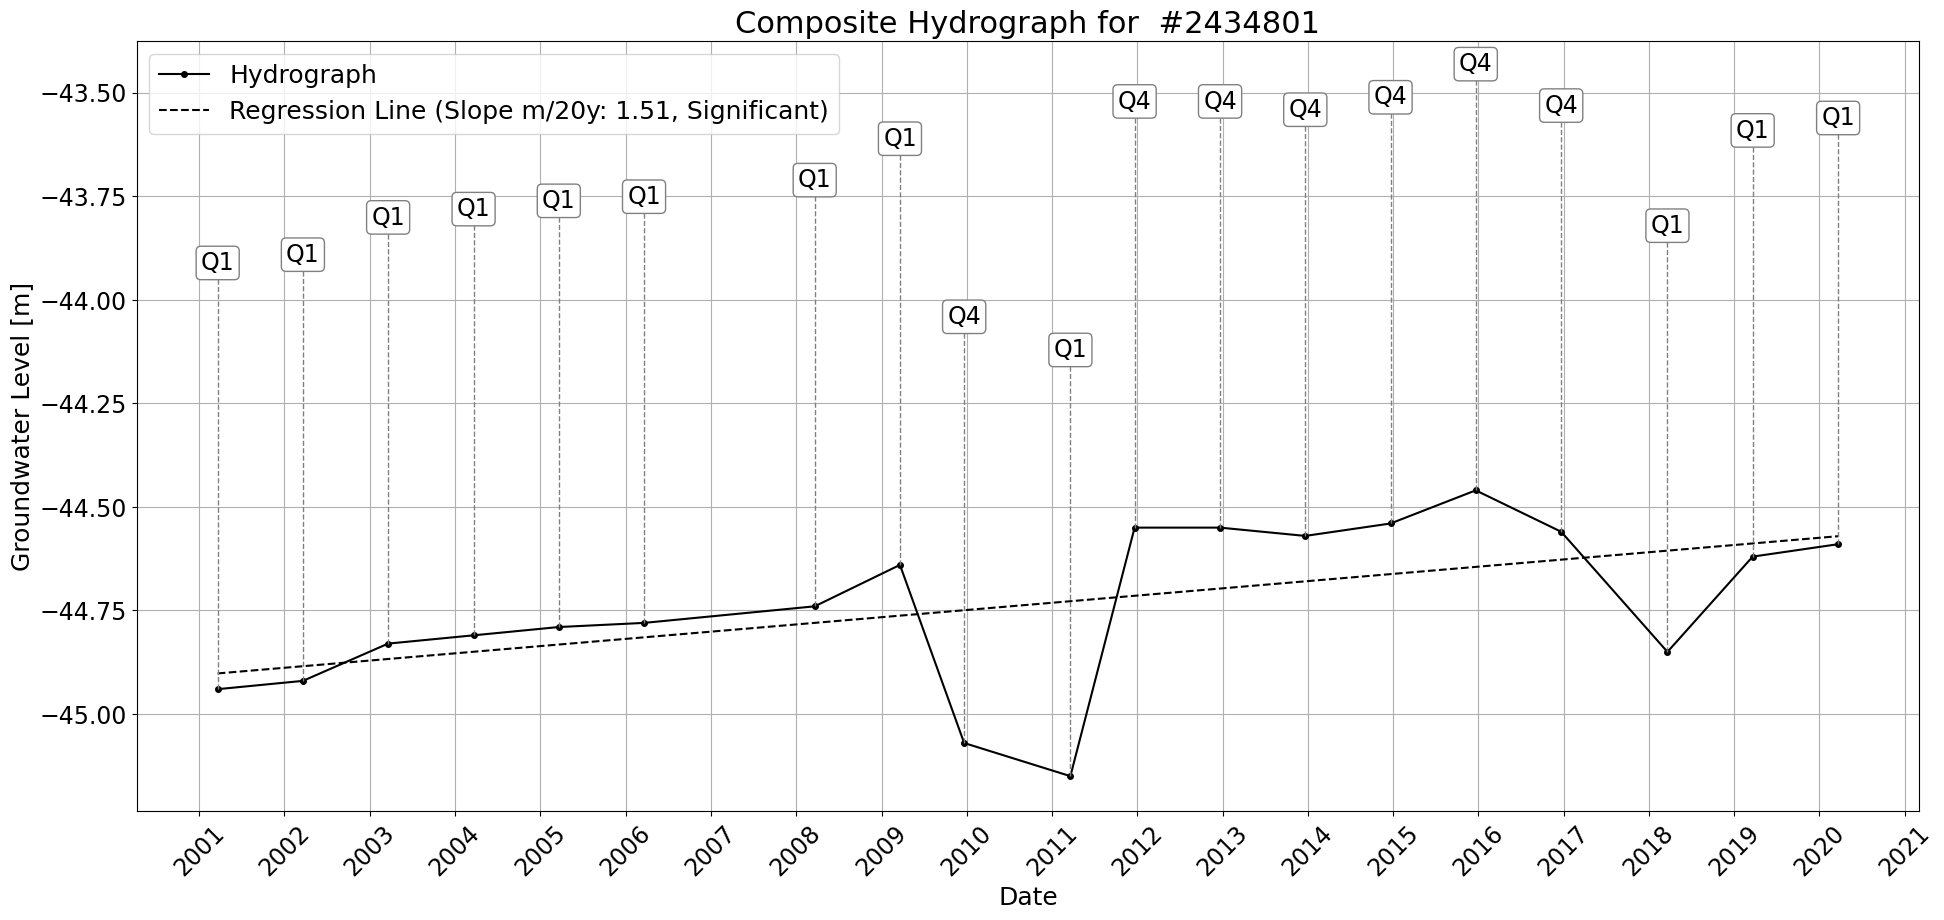 Composite Hydrograph for  #2434801
Hydrograph
Regression Line (Slope m/20y: 1.51, Significant)
Groundwater Level [m]
−43.50
−43.75
−44.00
−44.25
−44.50
−44.75
−45.00
Q1
Q1
Q1
Q1
Q1
Q1
Q1
Q1
Q4
Q1
Q4
Q4
Q4
Q4
Q4
Q4
Q1
Q1
Q1
2001
2002
2003
2004
2005
2006
2007
2008
2009
2010
2011
2012
2013
2014
2015
2016
2017
2018
2019
2020
2021
Date